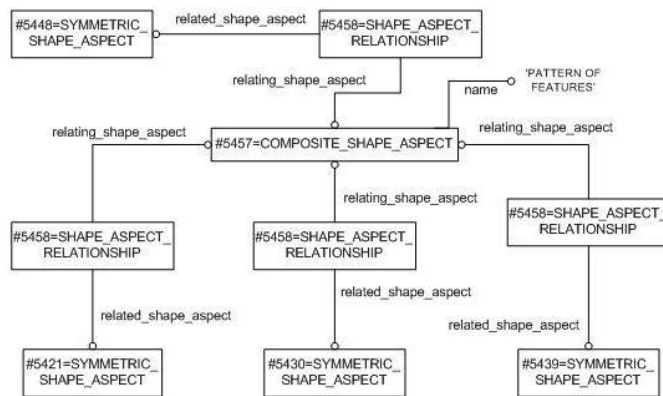 #5448=SYMMETRIC_
SHAPE_ASPECT
related_shape_aspect
#5458=SHAPE_ASPECT_
RELATIONSHIP
relating_shape_aspect
name
'PATTERN OF
FEATURES'
relating_shape_aspect
#5457=COMPOSITE_SHAPE_ASPECT
relating_shape_aspect
relating_shape_aspect
#5458=SHAPE_ASPECT_
RELATIONSHIP
#5458=SHAPE_ASPECT_
RELATIONSHIP
#5458=SHAPE_ASPECT_
RELATIONSHIP
related_shape_aspect
related_shape_aspect
related_shape_aspect
#5421=SYMMETRIC_
SHAPE_ASPECT
#5430=SYMMETRIC_
SHAPE_ASPECT
#5439=SYMMETRIC_
SHAPE_ASPECT